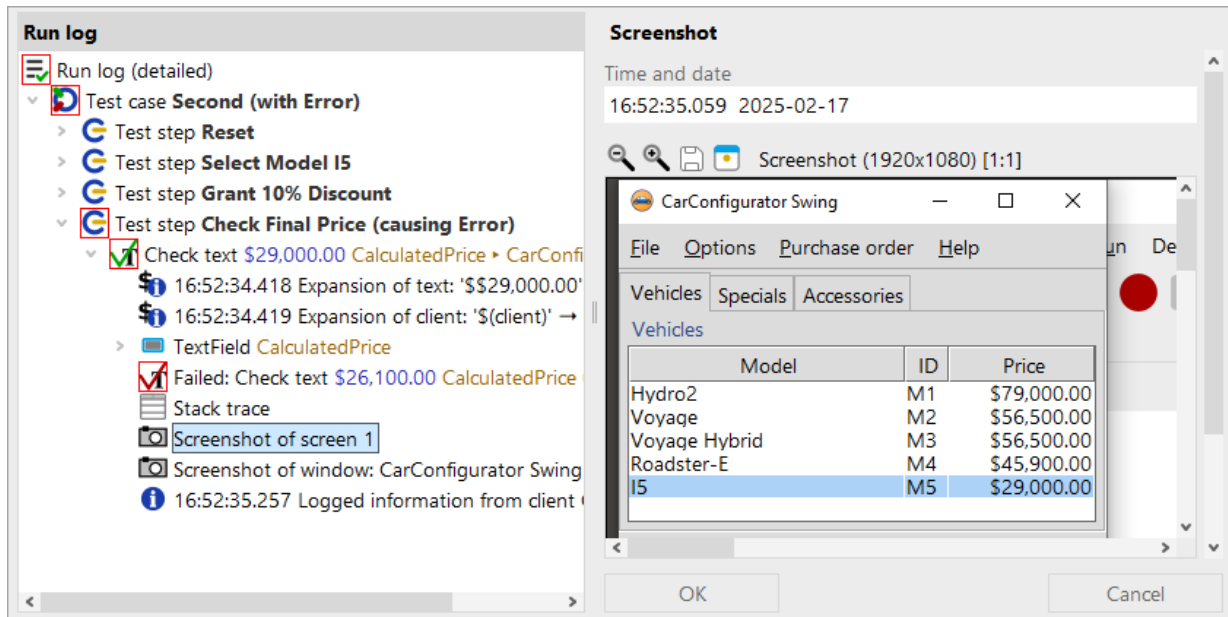 Run log
Run log (detailed)
Test case Second (with Error)
Test step Reset
Test step Select Model I5
Test step Grant 10% Discount
Test step Check Final Price (causing Error)
Check text $29,000.00 CalculatedPrice ▸ CarConfi
16:52:34.418 Expansion of text: '$$29,000.00'
16:52:34.419 Expansion of client: '$(client)' →
TextField CalculatedPrice
Failed: Check text $26,100.00 CalculatedPrice
Stack trace
Screenshot of screen 1
Screenshot of window: CarConfigurator Swing
16:52:35.257 Logged information from client
Screenshot
Time and date
16:52:35.059 2025-02-17
Screenshot (1920x1080) [1:1]
CarConfigurator Swing
File Options Purchase order Help
un De
Vehicles Specials Accessories
Vehicles
Model ID Price
Hydro2 M1 $79,000.00
Voyage M2 $56,500.00
Voyage Hybrid M3 $56,500.00
Roadster-E M4 $45,900.00
I5 M5 $29,000.00
OK Cancel